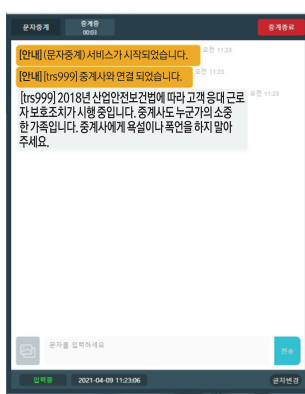 문자중계
중계중
00:03
중계종료
[안내] (문자중계) 서비스가 시작되었습니다.
오전 11:23
[안내] [trs999] 중계사와 연결 되었습니다.
오전 11:23
[trs999] 2018년 산업안전보건법에 따라 고객 응대 근로
자 보호조치가 시행 중입니다. 중계사도 누군가의 소중
한 가족입니다. 중계사에게 욕설이나 폭언을 하지 말아
주세요.
오전 11:23
문자를 입력하세요
전송
입력중
2021-04-09 11:23:06
글자변경